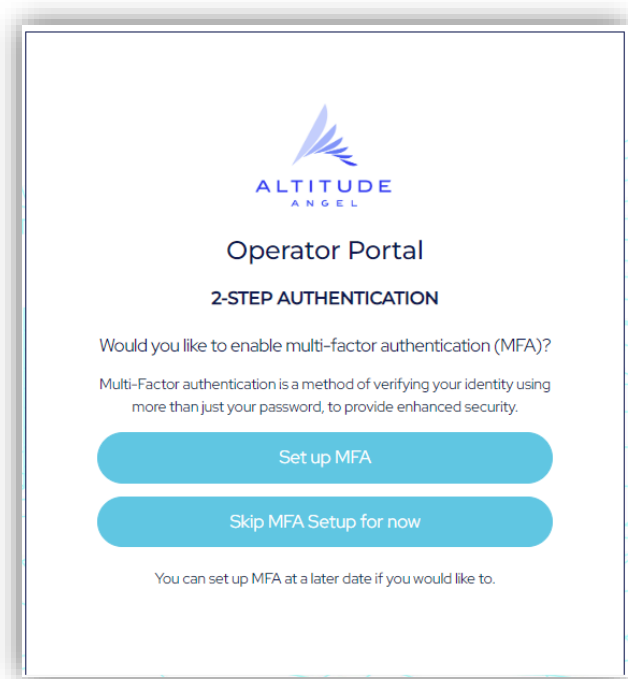 ALTITUDE
ANGEL
Operator Portal
2-STEP AUTHENTICATION
Would you like to enable multi-factor authentication (MFA)?
Multi-Factor authentication is a method of verifying your identity using
more than just your password, to provide enhanced security.
Set up MFA
Skip MFA Setup for now
You can set up MFA at a later date if you would like to.